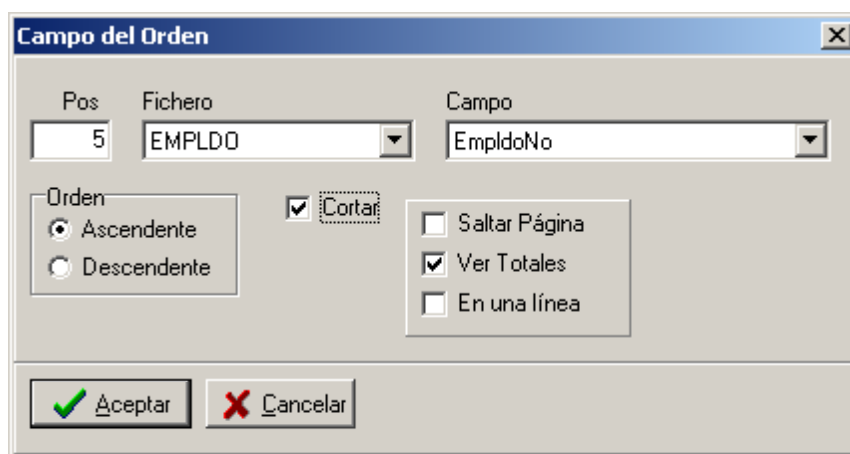 Campo del Orden
Pos Fichero Campo
5 EMPLDO EmpldoNo
Orden
Cortar
Ascendente
Descendente
Saltar Página
Ver Totales
En una línea
Aceptar Cancelar